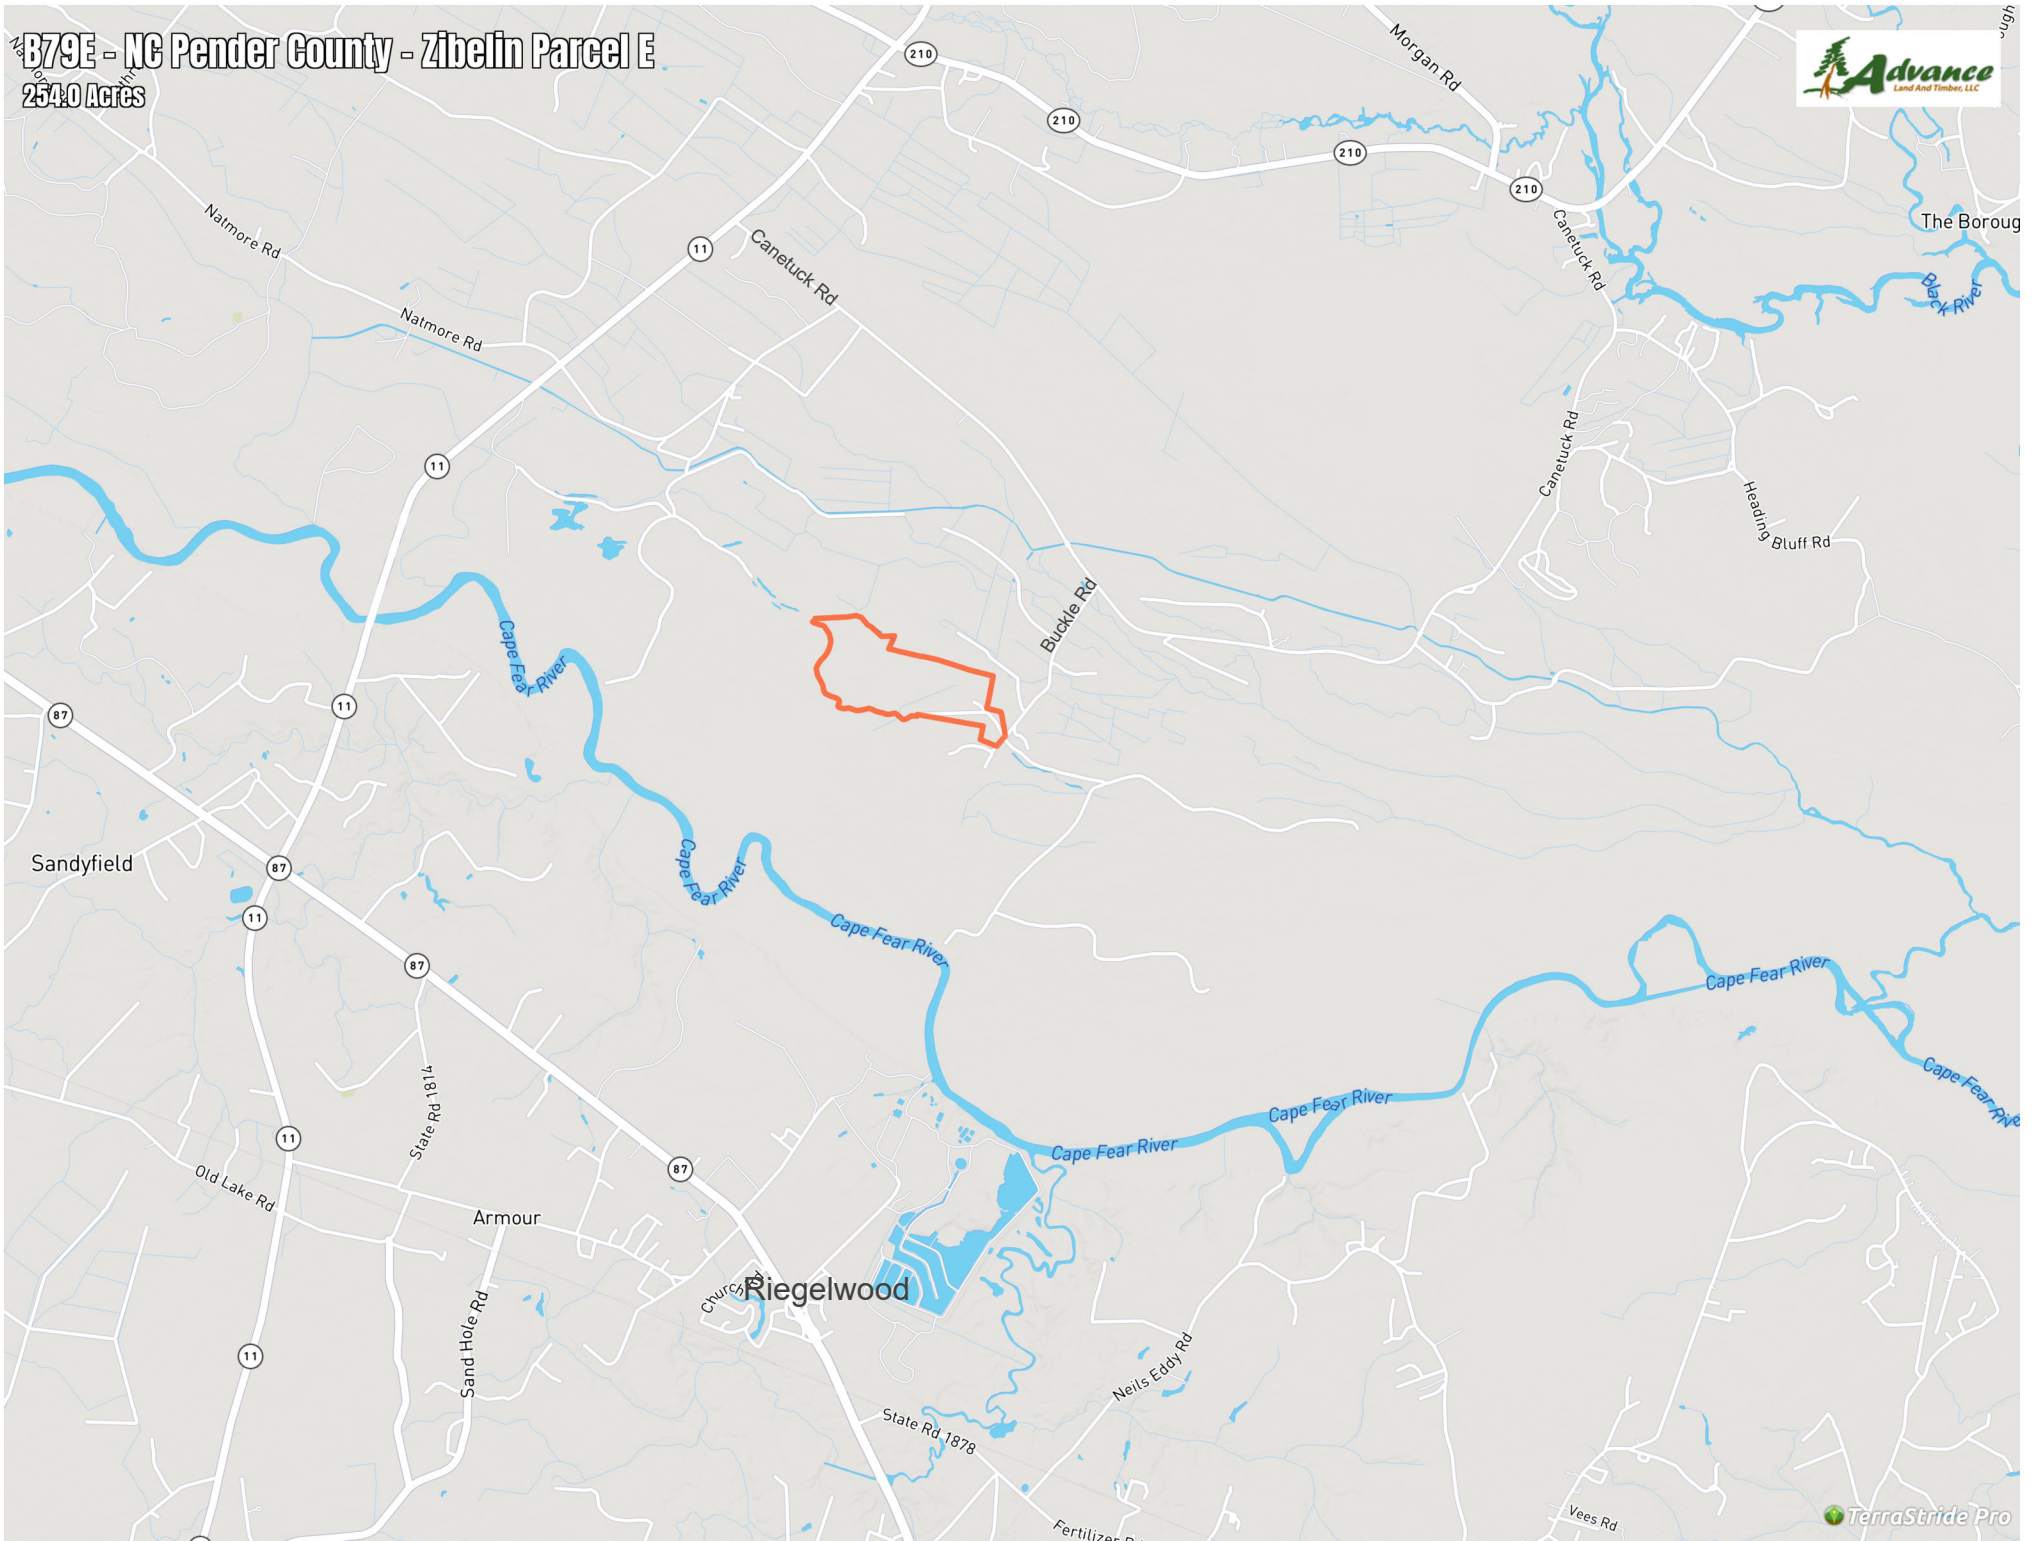 B79E - NC Pender County - Zibelin Parcel E
254.0 Acres
Advance
Land And Timber, LLC
210
Morgan Rd
210
210
210
Natmore Rd
11
Canetuck Rd
Canetuck Rd
The Boroug
Black River
Natmore Rd
11
Canetuck Rd
Heading Bluff Rd
Buckle Rd
Cape Fear River
87
11
Sandyfield
87
11
Cape Fear River
Cape Fear River
87
Cape Fear River
Cape Fear River
State Rd 1814
Cape Fear River
Cape Fear River
11
87
Old Lake Rd
Armour
Church Rd
Riegelwood
11
Sand Hole Rd
Neils Eddy Rd
State Rd 1878
Vees Rd
Fertilizer R
TerraStride Pro